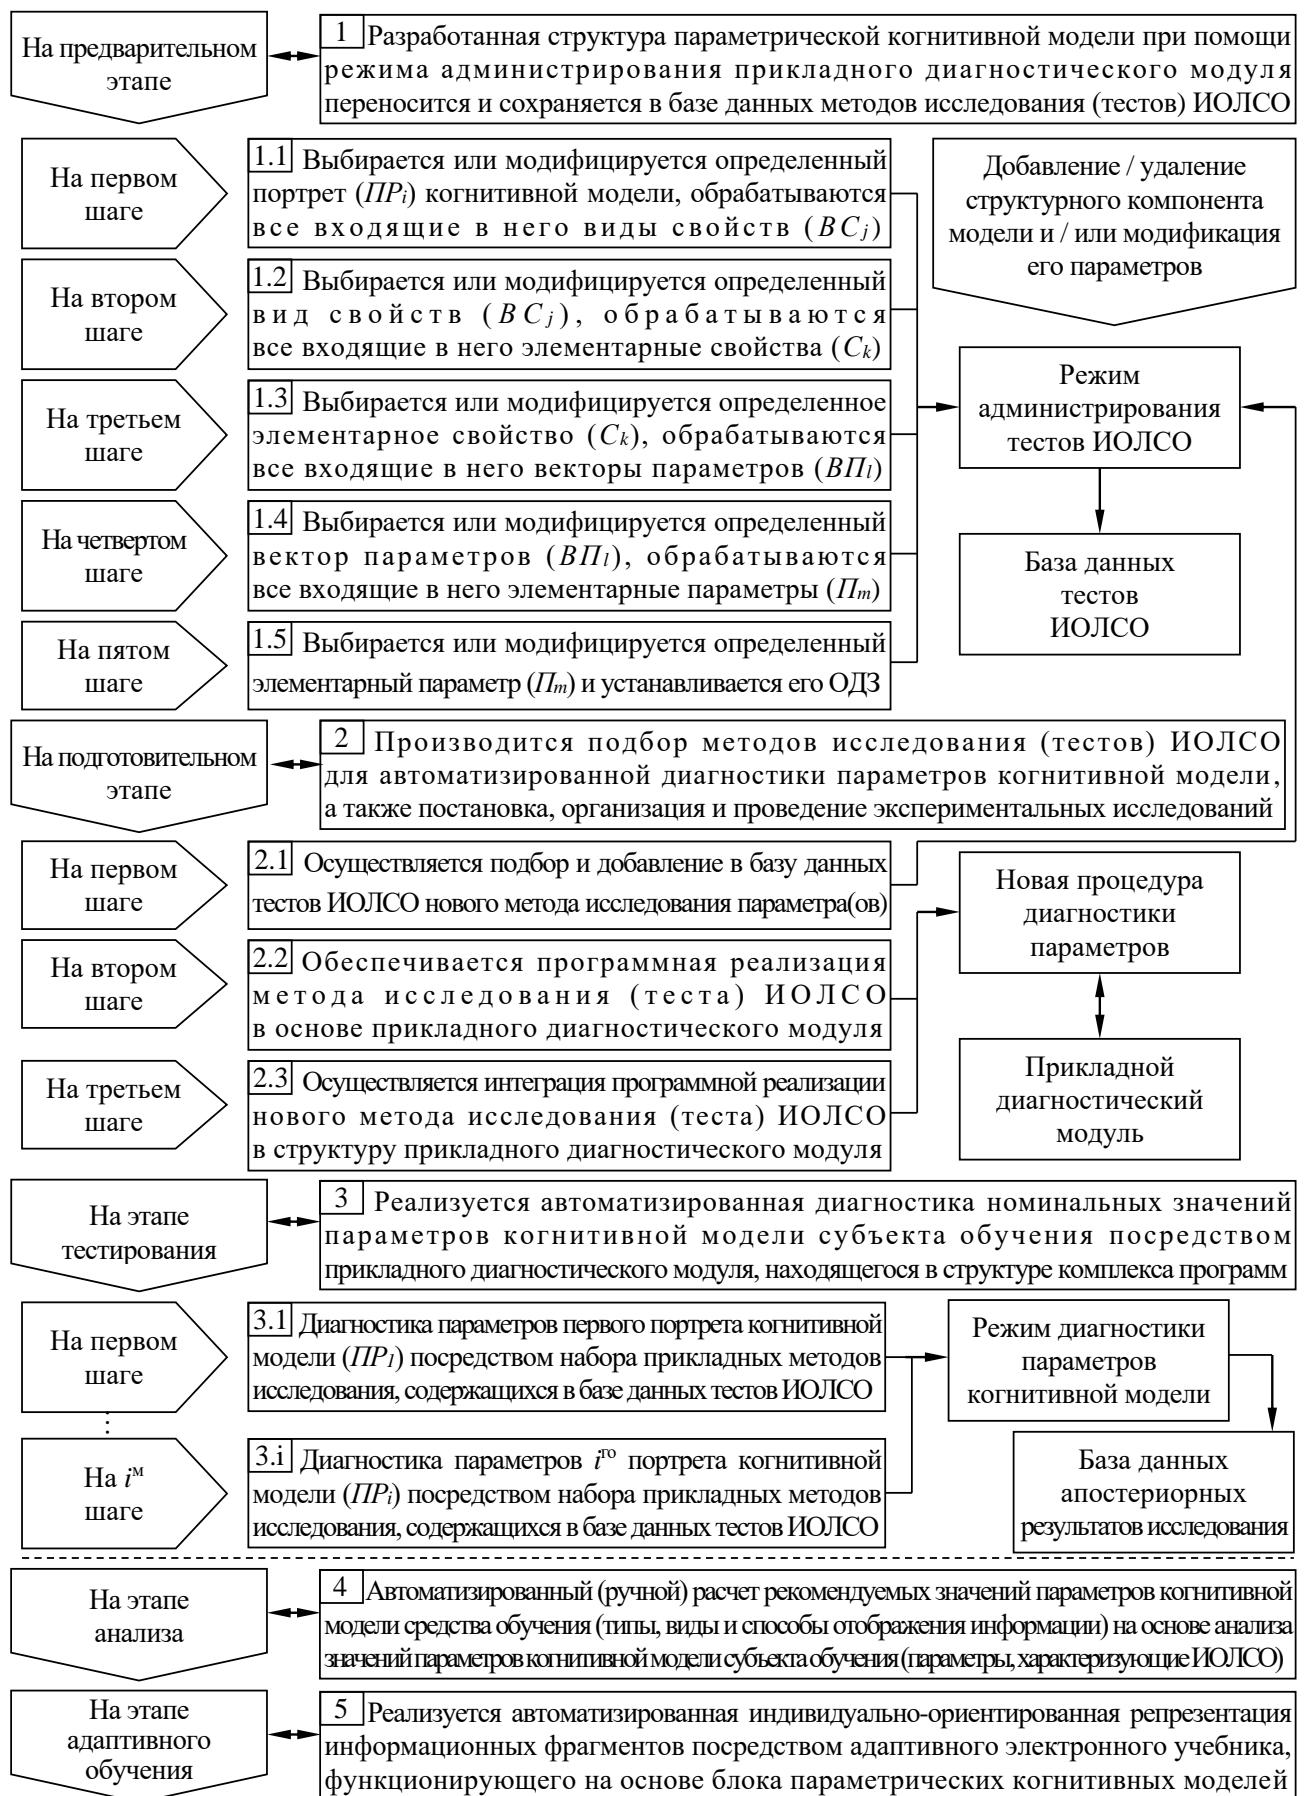 На предварительном
этапе
1 Разработанная структура параметрической когнитивной модели при помощи
режима администрирования прикладного диагностического модуля
переносится и сохраняется в базе данных методов исследования (тестов) ИОЛСО
На первом
шаге
1.1 Выбирается или модифицируется определенный
портрет (ПРi) когнитивной модели, обрабатываются
все входящие в него виды свойств (ВСj)
Добавление / удаление
структурного компонента
модели и / или модификация
его параметров
На втором
шаге
1.2 Выбирается или модифицируется определенный
вид свойств (ВСj), обрабатываются
все входящие в него элементарные свойства (Сk)
Режим
администрирования
тестов ИОЛСО
На третьем
шаге
1.3 Выбирается или модифицируется определенное
элементарное свойство (Сk), обрабатываются
все входящие в него векторы параметров (ВПl)
На четвертом
шаге
1.4 Выбирается или модифицируется определенный
вектор параметров (ВПl), обрабатываются
все входящие в него элементарные параметры (Пm)
База данных
тестов
ИОЛСО
На пятом
шаге
1.5 Выбирается или модифицируется определенный
элементарный параметр (Пm) и устанавливается его ОДЗ
На подготовительном
этапе
2 Производится подбор методов исследования (тестов) ИОЛСО
для автоматизированной диагностики параметров когнитивной модели,
а также постановка, организация и проведение экспериментальных исследований
На первом
шаге
2.1 Осуществляется подбор и добавление в базу данных
тестов ИОЛСО нового метода исследования параметра(ов)
Новая процедура
диагностики
параметров
На втором
шаге
2.2 Обеспечивается программная реализация
метода исследования (теста) ИОЛСО
в основе прикладного диагностического модуля
На третьем
шаге
2.3 Осуществляется интеграция программной реализации
нового метода исследования (теста) ИОЛСО
в структуру прикладного диагностического модуля
Прикладной
диагностический
модуль
На этапе
тестирования
3 Реализуется автоматизированная диагностика номинальных значений
параметров когнитивной модели субъекта обучения посредством
прикладного диагностического модуля, находящегося в структуре комплекса программ
На первом
шаге
3.1 Диагностика параметров первого портрета когнитивной
модели (ПР1) посредством набора прикладных методов
исследования, содержащихся в базе данных тестов ИОЛСО
Режим диагностики
параметров
когнитивной модели
На iм
шаге
3.i Диагностика параметров iго портрета когнитивной
модели (ПРi) посредством набора прикладных методов
исследования, содержащихся в базе данных тестов ИОЛСО
База данных
апостериорных
результатов исследования
На этапе
анализа
4 Автоматизированный (ручной) расчет рекомендуемых значений параметров когнитивной
модели средства обучения (типы, виды и способы отображения информации) на основе анализа
значений параметров когнитивной модели субъекта обучения (параметры, характеризующие ИОЛСО)
На этапе
адаптивного
обучения
5 Реализуется автоматизированная индивидуально-ориентированная репрезентация
информационных фрагментов посредством адаптивного электронного учебника,
функционирующего на основе блока параметрических когнитивных моделей